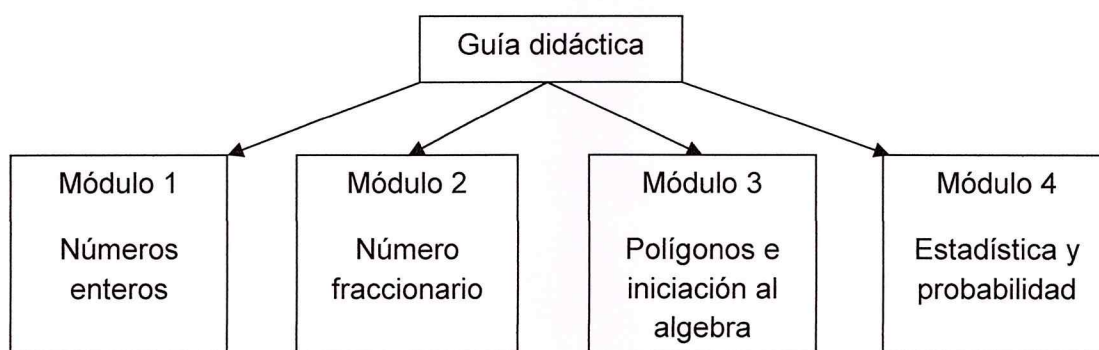 Guía didáctica
Módulo 1
Números
enteros
Módulo 2
Número
fraccionario
Módulo 3
Polígonos e
iniciación al
algebra
Módulo 4
Estadística y
probabilidad